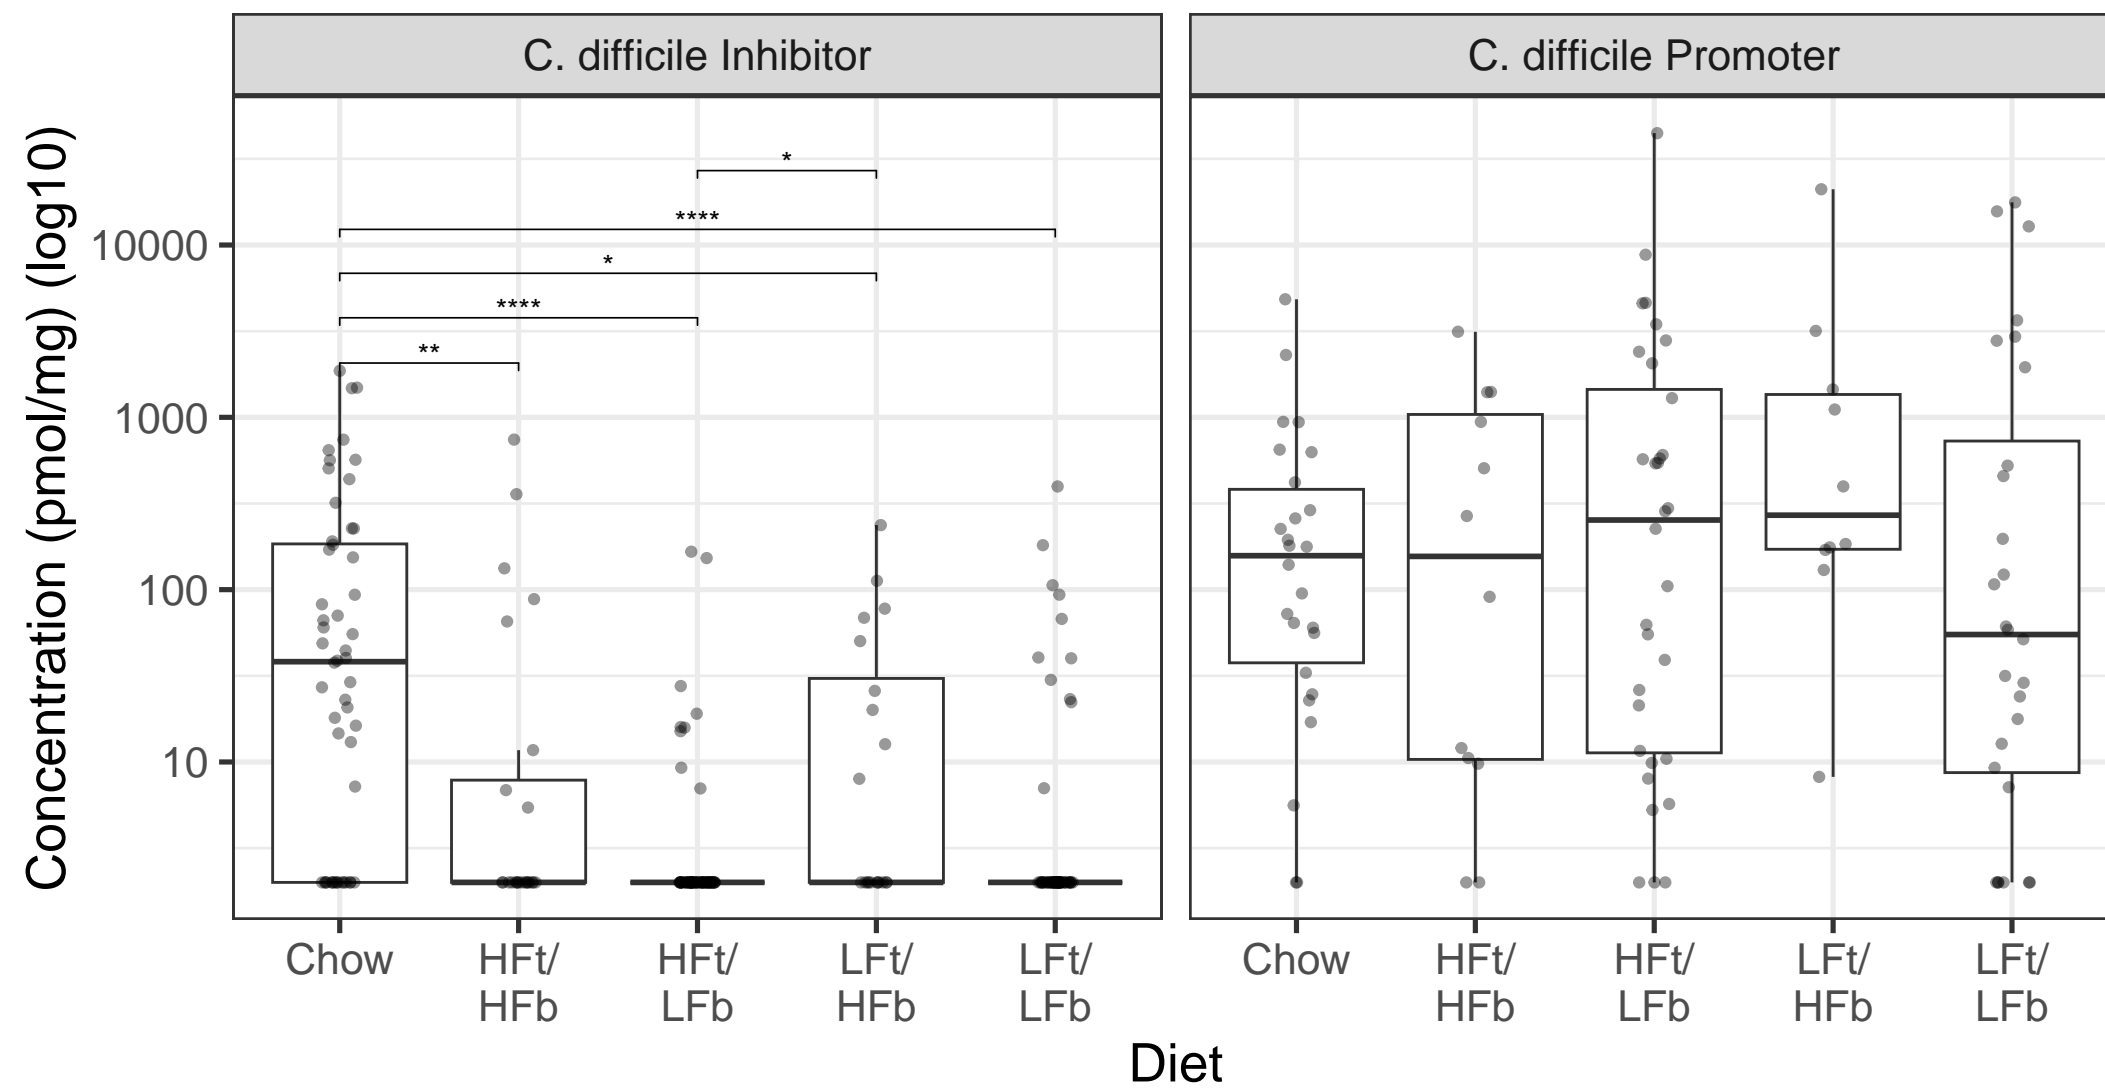 C. difficile Inhibitor
C. difficile Promoter
Concentration (pmol/mg) (log10)
10000
1000
100
10
*
****
*
****
**
Chow
HFt/
HFb
HFt/
LFb
LFt/
HFb
LFt/
LFb
Chow
HFt/
HFb
HFt/
LFb
LFt/
HFb
LFt/
LFb
Diet